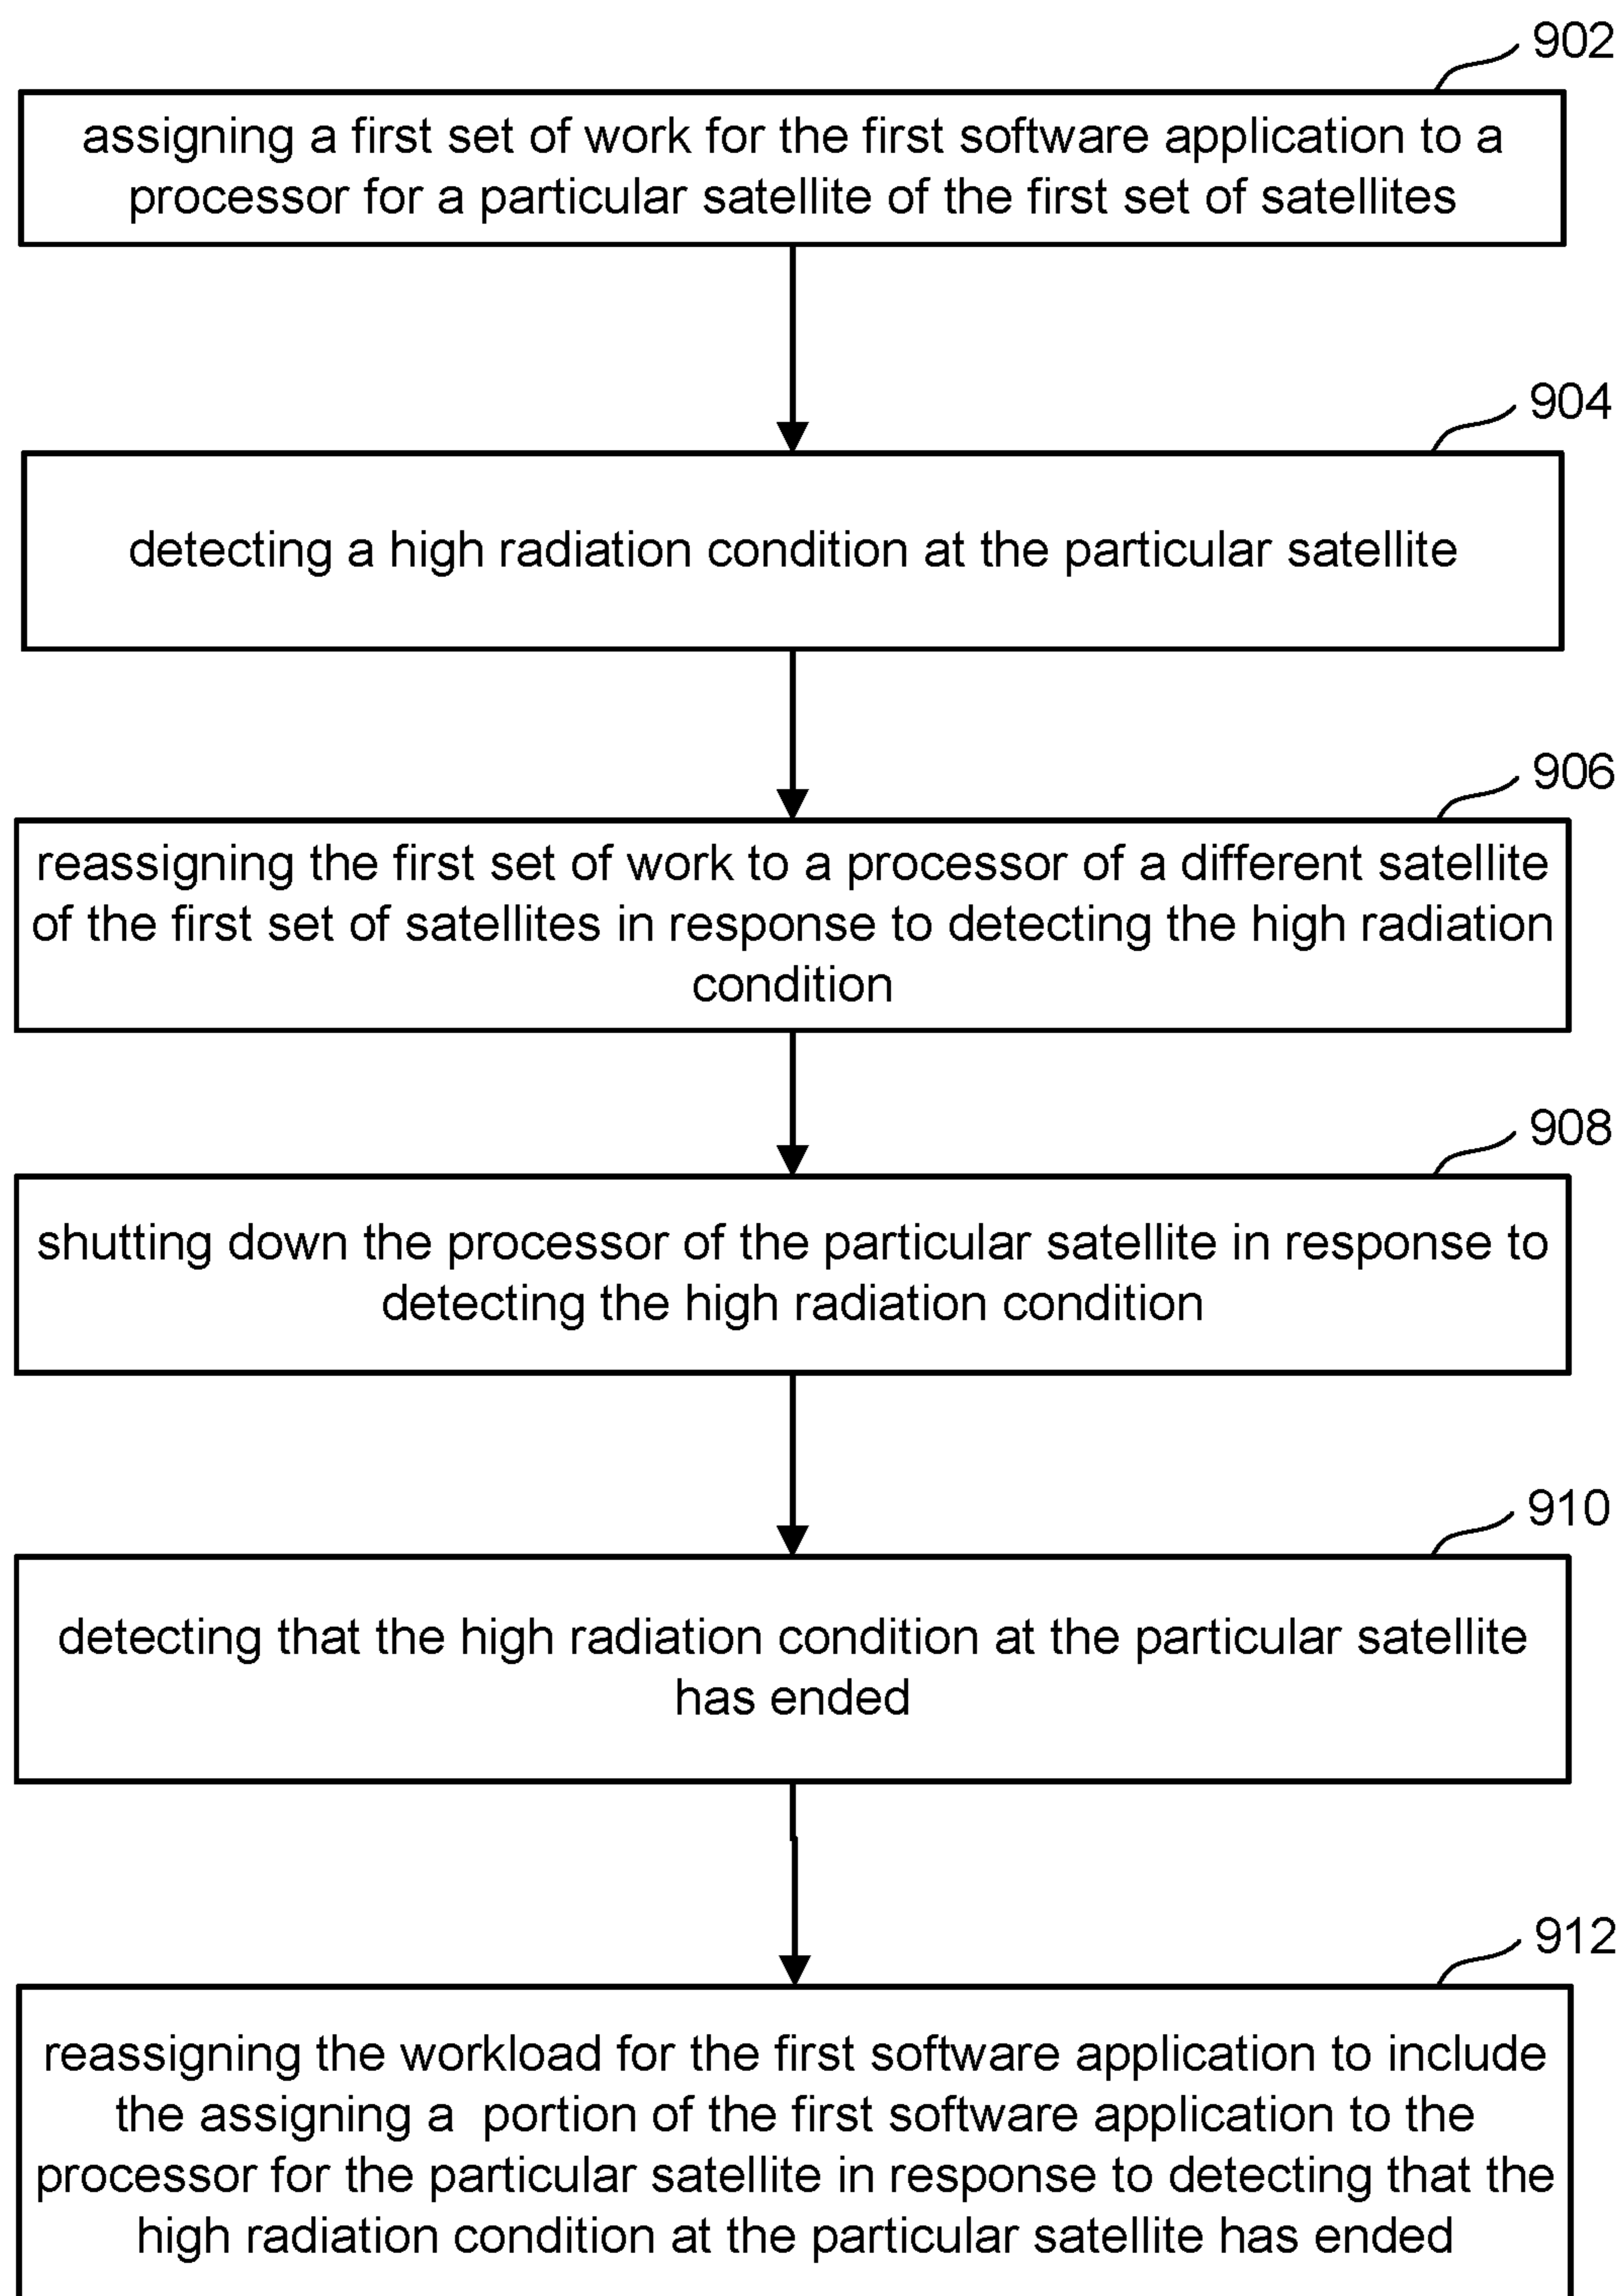 902
assigning a first set of work for the first software application to a
processor for a particular satellite of the first set of satellites
904
detecting a high radiation condition at the particular satellite
906
reassigning the first set of work to a processor of a different satellite
of the first set of satellites in response to detecting the high radiation
condition
908
shutting down the processor of the particular satellite in response to
detecting the high radiation condition
910
detecting that the high radiation condition at the particular satellite
has ended
912
reassigning the workload for the first software application to include
the assigning a portion of the first software application to the
processor for the particular satellite in response to detecting that the
high radiation condition at the particular satellite has ended